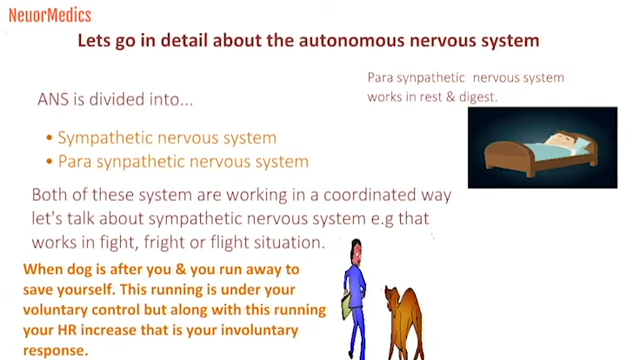 NeuorMedics
Lets go in detail about the autonomous nervous system
Para synpathetic nervous system
works in rest & digest.
ANS is divided into...
• Sympathetic nervous system
• Para synpathetic nervous system
Both of these system are working in a coordinated way
let's talk about sympathetic nervous system e.g that
works in fight, fright or flight situation.
When dog is after you & you run away to
save yourself. This running is under your
voluntary control but along with this running
your HR increase that is your involuntary
response.